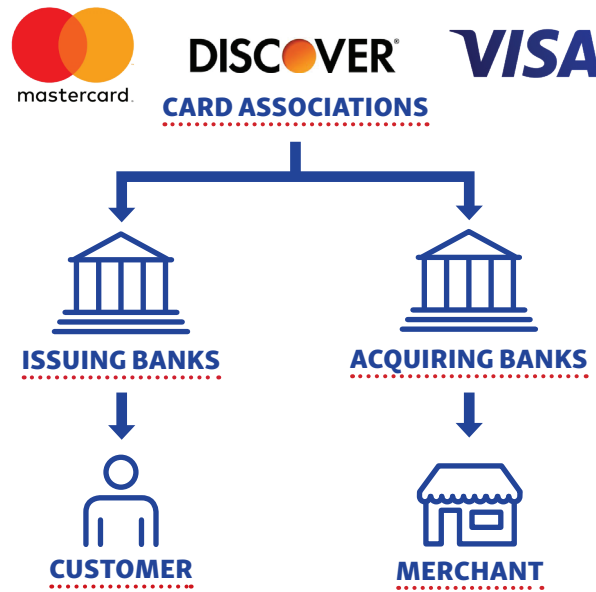 mastercard.
DISCOVER®
VISA
CARD ASSOCIATIONS
ISSUING BANKS
ACQUIRING BANKS
CUSTOMER
MERCHANT